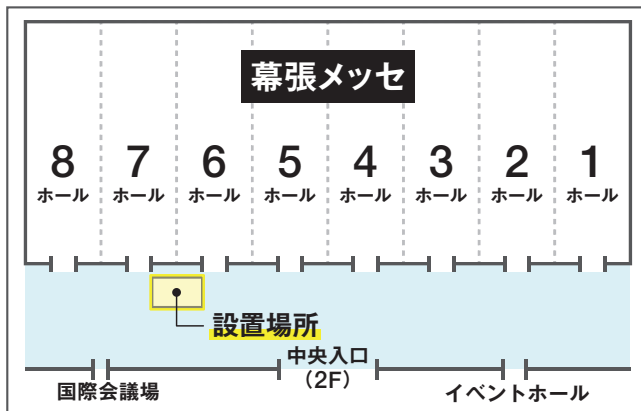 幕張メッセ
8 7 6 5 4 3 2 1
ホール ホール ホール ホール ホール ホール ホール ホール
設置場所
中央入口
(2F)
国際会議場
イベントホール